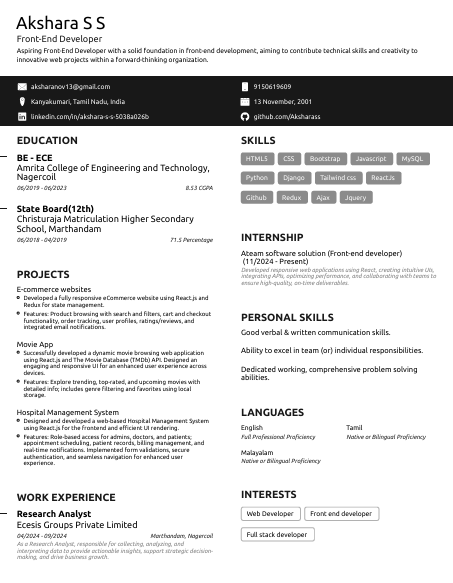 Akshara S S
Front-End Developer
Aspiring Front-End Developer with a solid foundation in front-end development, aiming to contribute technical skills and creativity to
innovative web projects within a forward-thinking organization.
aksharanov13@gmail.com
9150619609
Kanyakumari, Tamil Nadu, India
13 November, 2001
linkedin.com/in/akshara-s-s-5038a026b
github.com/Aksharass
EDUCATION
BE - ECE
Amrita College of Engineering and Technology,
Nagercoil
06/2019 - 06/2023
8.53 CGPA
State Board(12th)
Christuraja Matriculation Higher Secondary
School, Marthandam
06/2018 - 04/2019
71.5 Percentage
PROJECTS
E-commerce websites
Developed a fully responsive eCommerce website using React.js and
Redux for state management.
Features: Product browsing with search and filters, cart and checkout
functionality, order tracking, user profiles, ratings/reviews, and
integrated email notifications.
Movie App
Successfully developed a dynamic movie browsing web application
using React.js and The Movie Database (TMDb) API. Designed an
engaging and responsive UI for an enhanced user experience across
devices.
Features: Explore trending, top-rated, and upcoming movies with
detailed info; includes genre filtering and favorites using local
storage.
Hospital Management System
Designed and developed a web-based Hospital Management System
using React.js for the frontend and efficient UI rendering.
Features: Role-based access for admins, doctors, and patients;
appointment scheduling, patient records, billing management, and
real-time notifications. Implemented form validations, secure
authentication, and seamless navigation for enhanced user
experience.
WORK EXPERIENCE
Research Analyst
Ecesis Groups Private Limited
04/2024 - 09/2024
Marthandam, Nagercoil
As a Research Analyst, responsible for collecting, analyzing, and
interpreting data to provide actionable insights, support strategic decision-
making, and drive business growth.
SKILLS
HTML5
CSS
Bootstrap
Javascript
MySQL
Python
Django
Tailwind css
ReactJs
Github
Redux
Ajax
Jquery
INTERNSHIP
Ateam software solution (Front-end developer)
(11/2024 - Present)
Developed responsive web applications using React, creating intuitive UIs,
integrating APIs, optimizing performance, and collaborating with teams to
ensure high-quality, on-time deliverables.
PERSONAL SKILLS
Good verbal & written communication skills.
Ability to excel in team (or) individual responsibilities.
Dedicated working, comprehensive problem solving
abilities.
LANGUAGES
English
Full Professional Proficiency
Tamil
Native or Bilingual Proficiency
Malayalam
Native or Bilingual Proficiency
INTERESTS
Web Developer
Front end developer
Full stack developer